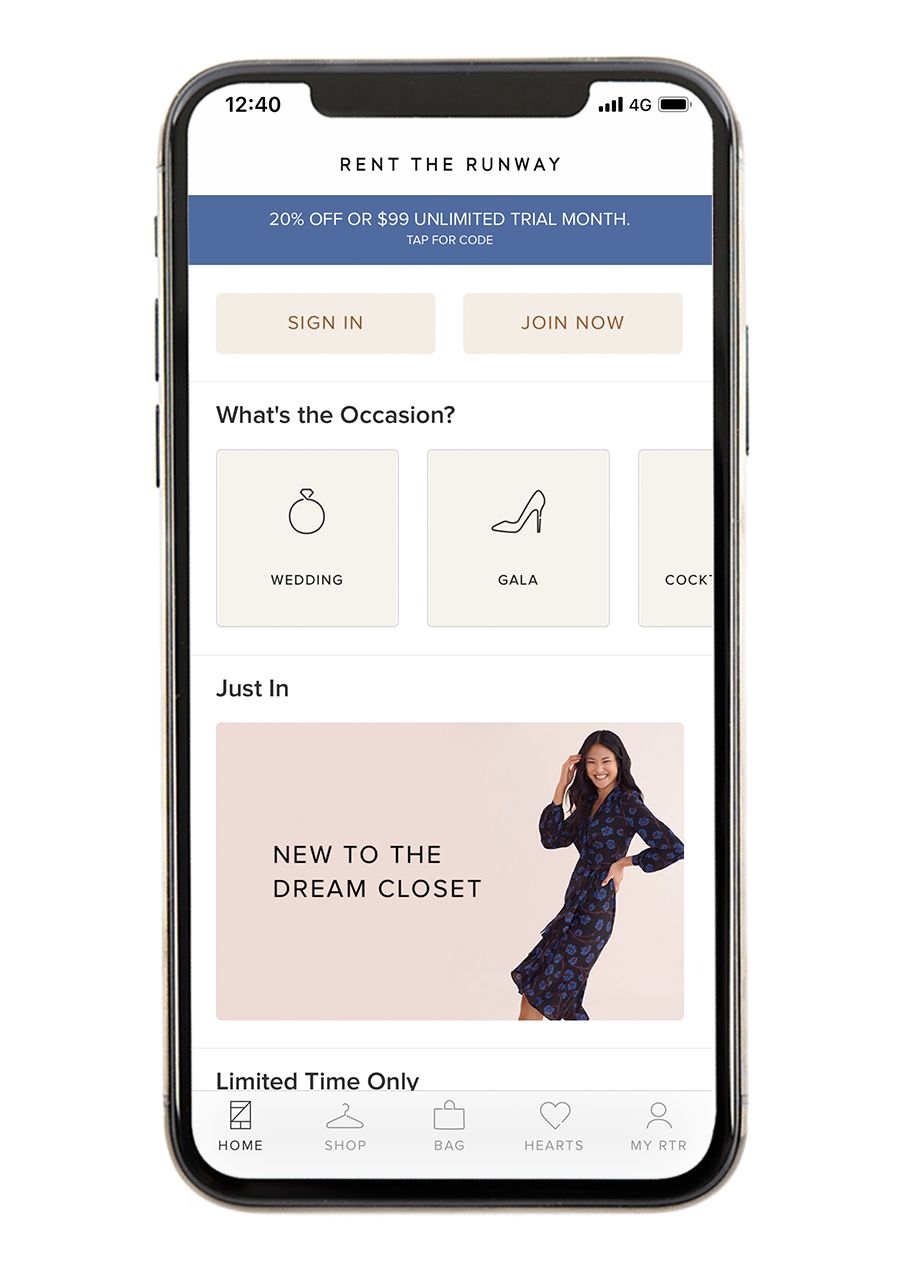 12:40
4G
RENT THE RUNWAY
20% OFF OR $99 UNLIMITED TRIAL MONTH.
TAP FOR CODE
SIGN IN
JOIN NOW
What's the Occasion?
WEDDING
GALA
COCKT
Just In
NEW TO THE
DREAM CLOSET
Limited Time Only
HOME
SHOP
BAG
HEARTS
MY RTR